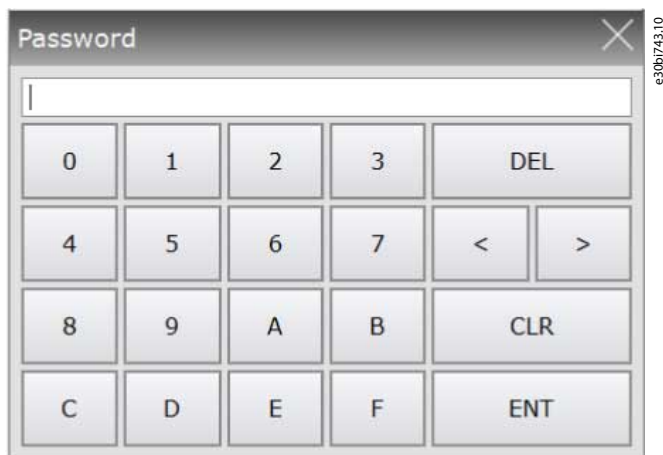 Password
0 1 2 3 DEL
4 5 6 7 < >
8 9 A B CLR
C D E F ENT
e30bi743.10